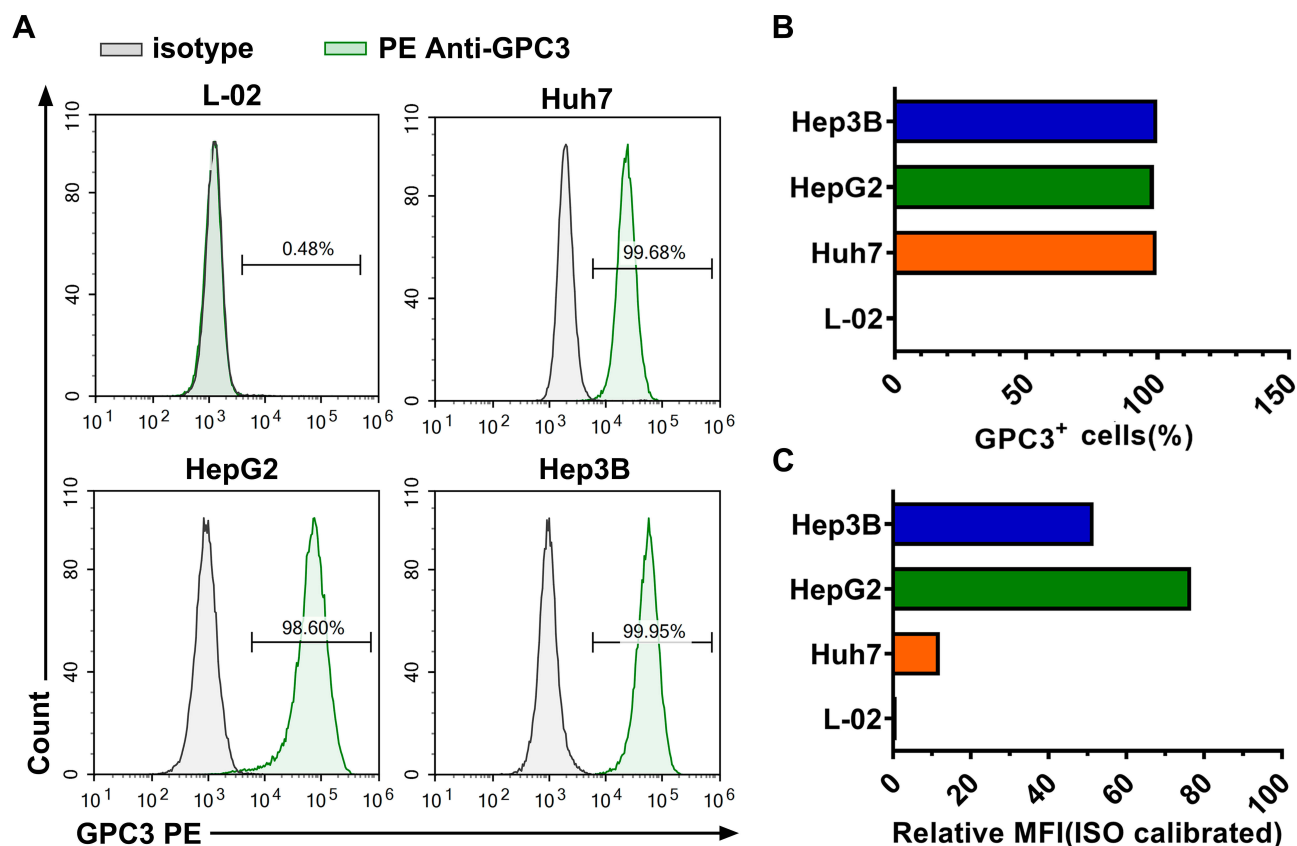 A
isotype
PE Anti-GPC3
L-02
110
80
40
0
0.48%
10¹ 10² 10³ 10⁴ 10⁵ 10⁶
Huh7
110
80
40
0
99.68%
10¹ 10² 10³ 10⁴ 10⁵ 10⁶
HepG2
110
80
40
0
98.60%
10¹ 10² 10³ 10⁴ 10⁵ 10⁶
Hep3B
110
80
40
0
99.95%
10¹ 10² 10³ 10⁴ 10⁵ 10⁶
Count
GPC3 PE
B
Hep3B
HepG2
Huh7
L-02
0 50 100 150
GPC3⁺ cells(%)
C
Hep3B
HepG2
Huh7
L-02
0 20 40 60 80 100
Relative MFI(ISO calibrated)